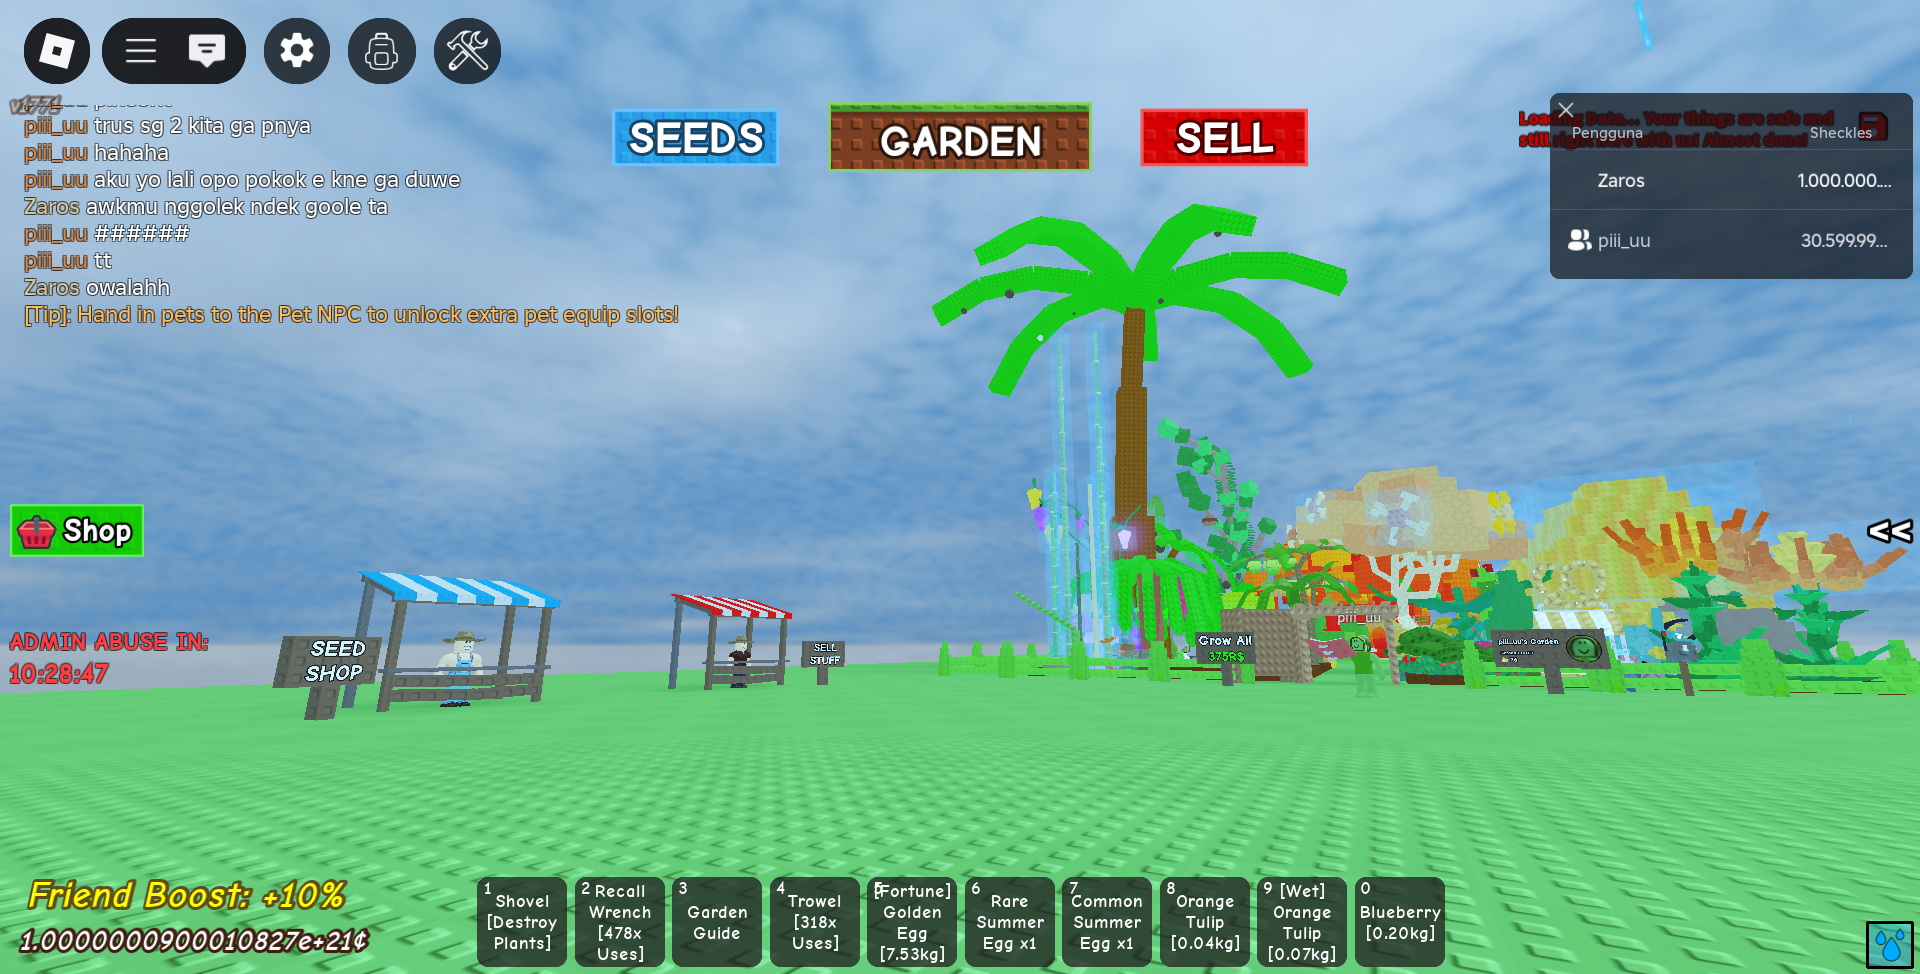 v1771
piii_uu trus sg 2 kita ga pnya
piii_uu hahaha
piii_uu aku yo lali opo pokok e kne ga duwe
Zaros awkmu nggolek ndek goole ta
piii_uu ######
piii_uu tt
Zaros owalahh
[Tip]: Hand in pets to the Pet NPC to unlock extra pet equip slots!
SEEDS
GARDEN
SELL
Loading Data... Your things are safe and
still right here with us! Almost done!
Pengguna Sheckles
Zaros 1.000.000....
piii_uu 30.599.99...
Shop
<<
ADMIN ABUSE IN:
10:28:47
SEED
SHOP
SELL
STUFF
Grow All
375R$
piii_uu
piii_uu's Garden
Friend Boost: +10%
1.0000000900010827e+21¢
1 Shovel
[Destroy
Plants]
2 Recall
Wrench
[478x
Uses]
3 Garden
Guide
4 Trowel
[318x
Uses]
5 [Fortune]
Golden
Egg
[7.53kg]
6 Rare
Summer
Egg x1
7 Common
Summer
Egg x1
8 Orange
Tulip
[0.04kg]
9 [Wet]
Orange
Tulip
[0.07kg]
0 Blueberry
[0.20kg]